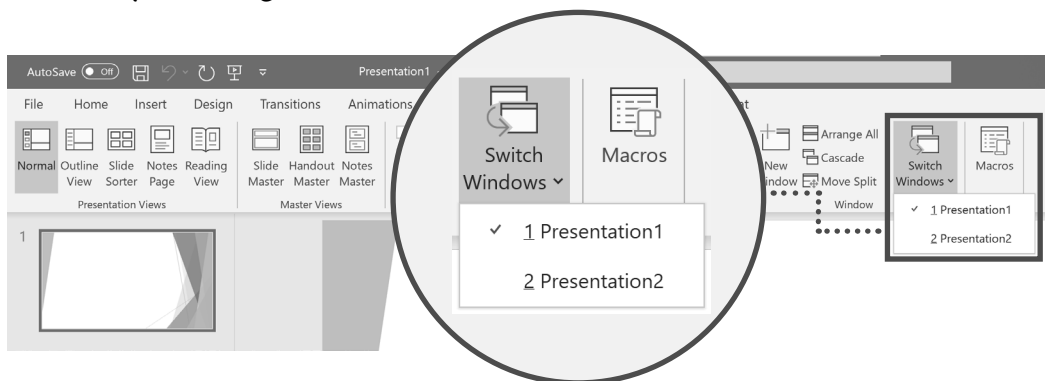 AutoSave Off Presentation1
File Home Insert Design Transitions Animations
Normal Outline View Slide Sorter Notes Page Reading View
Presentation Views
Slide Master Handout Master Notes Master
Master Views
Switch Windows
Macros
✓ 1 Presentation1
2 Presentation2
New
Arrange All
Cascade
Move Split
Window
Switch Windows
Macros
✓ 1 Presentation1
2 Presentation2
1